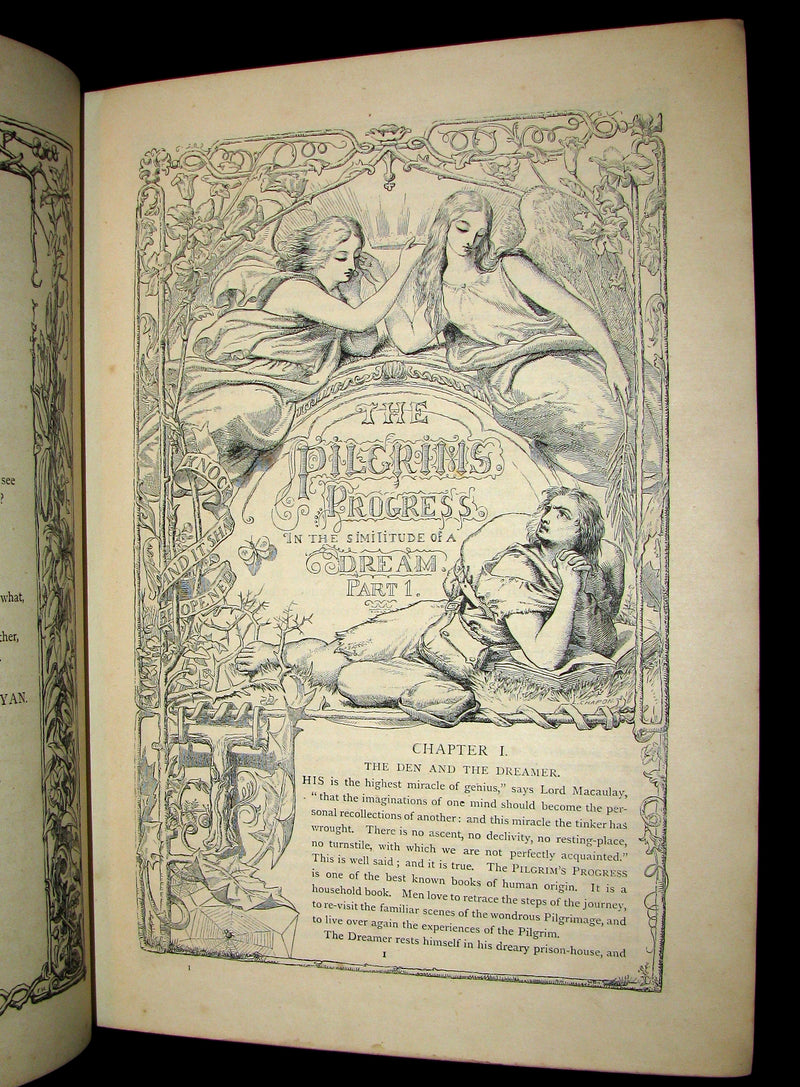 see
?
what,
ther,
YAN.
KNOCK
AND IT SHA
BE OPENED
THE
PILGRIMS
PROGRESS.
IN THE SIMILITUDE OF A
DREAM.
PART 1.
CHAPTER I.
THE DEN AND THE DREAMER.
THIS is the highest miracle of genius,” says Lord Macaulay,
“that the imaginations of one mind should become the per-
sonal recollections of another: and this miracle the tinker has
wrought. There is no ascent, no declivity, no resting-place,
no turnstile, with which we are not perfectly acquainted.”
This is well said; and it is true. The PILGRIM'S PROGRESS
is one of the best known books of human origin. It is a
household book. Men love to retrace the steps of the journey,
to re-visit the familiar scenes of the wondrous Pilgrimage, and
to live over again the experiences of the Pilgrim.
The Dreamer rests himself in his dreary prison-house, and
1
1